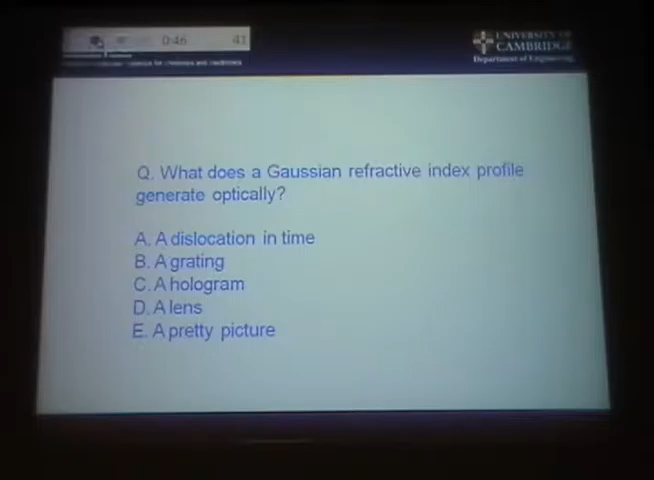 0:46 41
UNIVERSITY OF
CAMBRIDGE
Department of Engineering
Q. What does a Gaussian refractive index profile
generate optically?
A. A dislocation in time
B. A grating
C. A hologram
D. A lens
E. A pretty picture